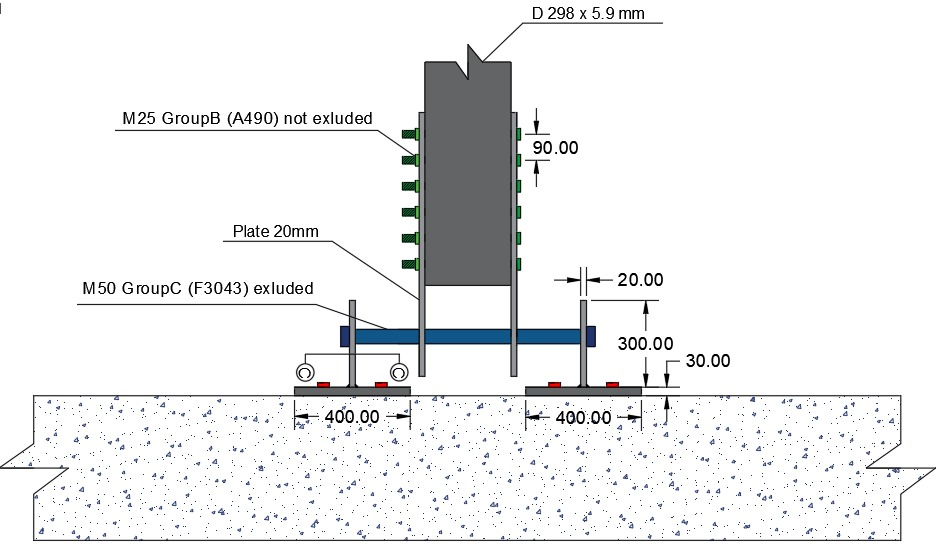 D 298 x 5.9 mm
M25 GroupB (A490) not exluded
90.00
Plate 20mm
M50 GroupC (F3043) exluded
20.00
300.00
30.00
400.00
400.00